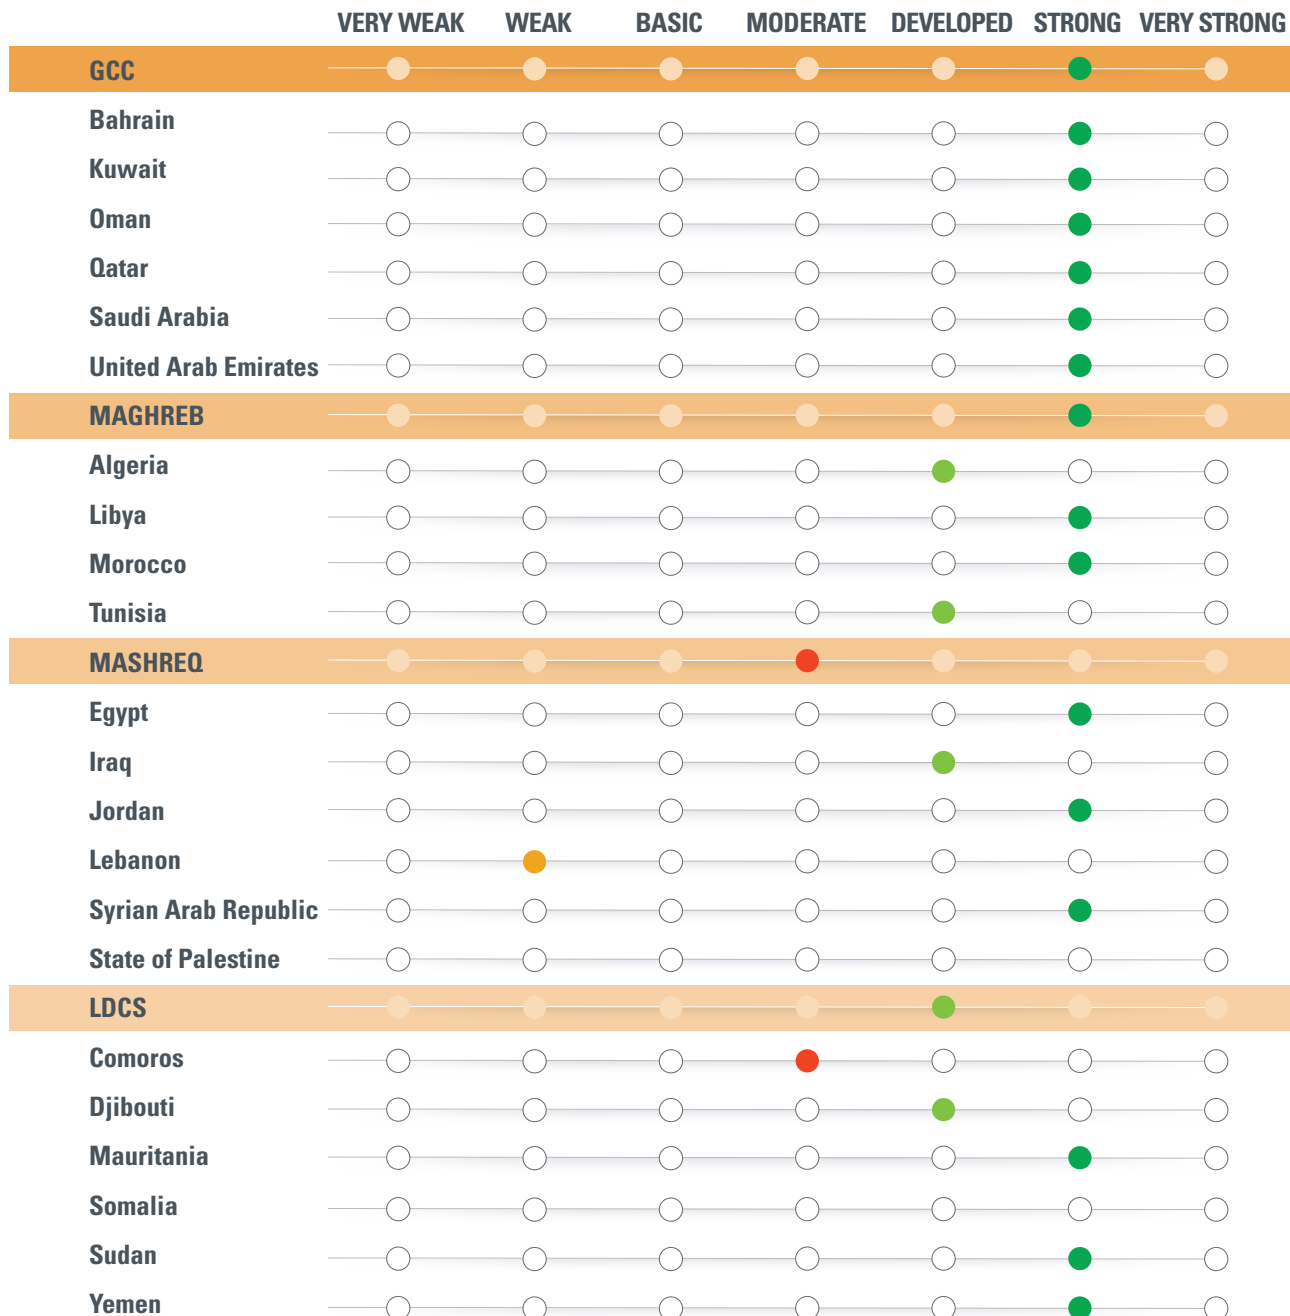 VERY WEAK WEAK BASIC MODERATE DEVELOPED STRONG VERY STRONG
GCC
Bahrain
Kuwait
Oman
Qatar
Saudi Arabia
United Arab Emirates
MAGHREB
Algeria
Libya
Morocco
Tunisia
MASHREQ
Egypt
Iraq
Jordan
Lebanon
Syrian Arab Republic
State of Palestine
LDCS
Comoros
Djibouti
Mauritania
Somalia
Sudan
Yemen